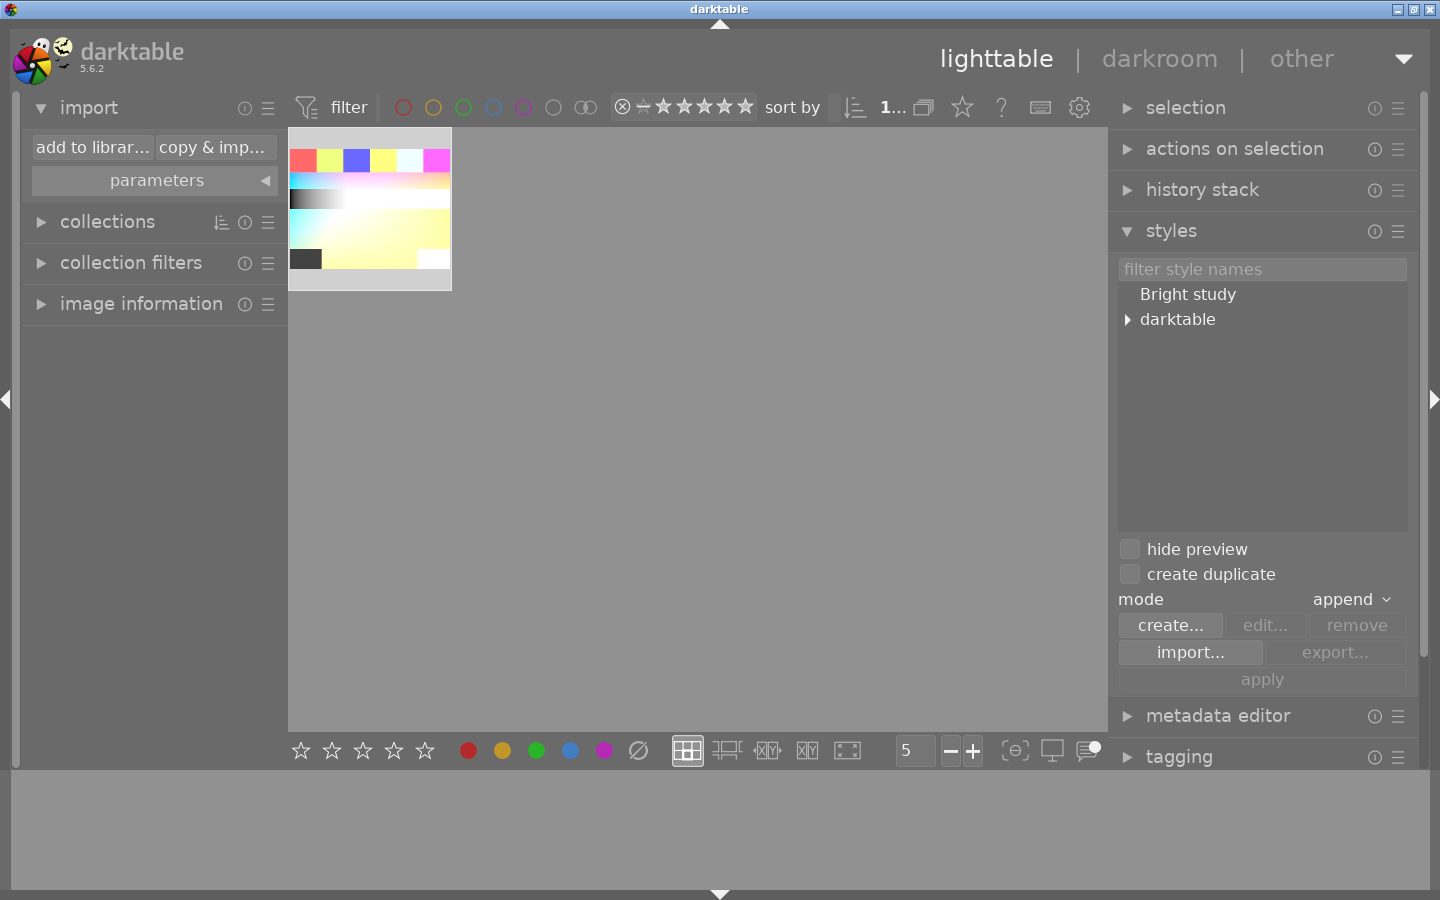 darktable
darktable
5.6.2
lighttable | darkroom | other
import
filter
sort by
1...
add to librar...
copy & imp...
parameters
collections
collection filters
image information
selection
actions on selection
history stack
styles
filter style names
Bright study
darktable
hide preview
create duplicate
mode
append
create...
edit...
remove
import...
export...
apply
metadata editor
tagging
5